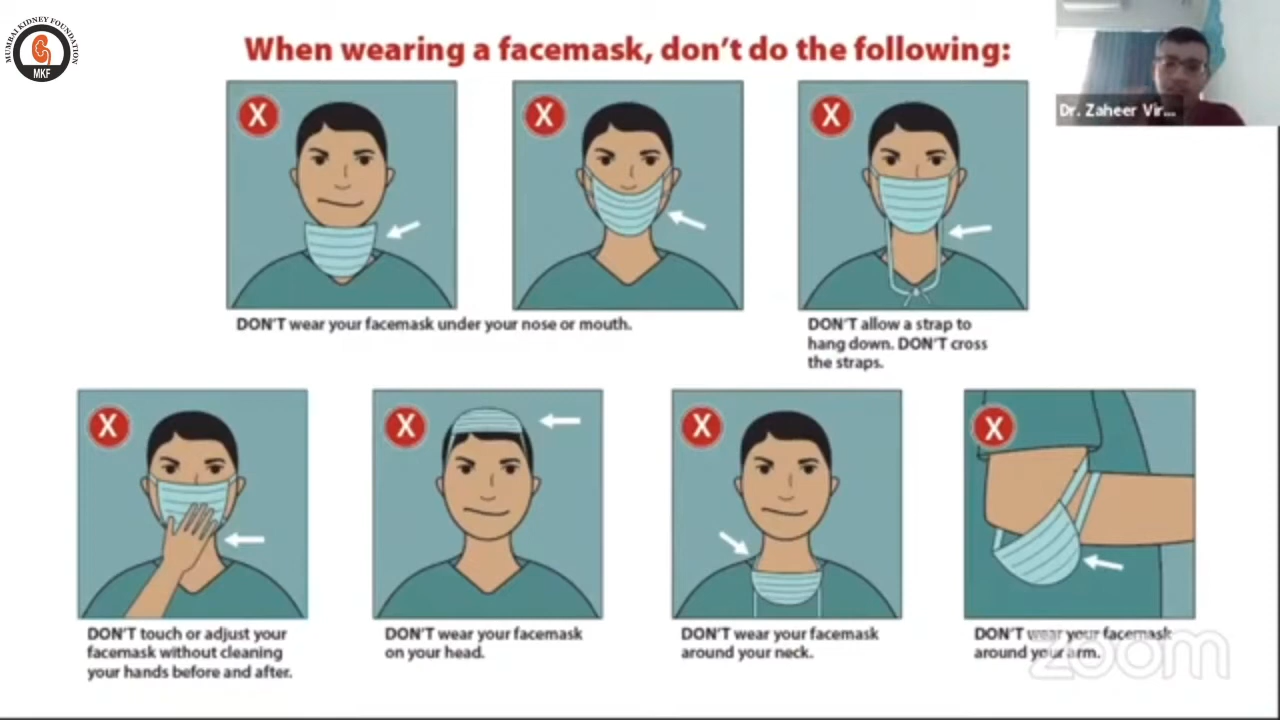 MUMBAI KIDNEY FOUNDATION
MKF
When wearing a facemask, don't do the following:
Dr. Zaheer Vir...
X
X
X
DON'T wear your facemask under your nose or mouth.
DON'T allow a strap to
hang down. DON'T cross
the straps.
X
X
X
X
DON'T touch or adjust your
facemask without cleaning
your hands before and after.
DON'T wear your facemask
on your head.
DON'T wear your facemask
around your neck.
DON'T wear your facemask
around your arm.
zoom